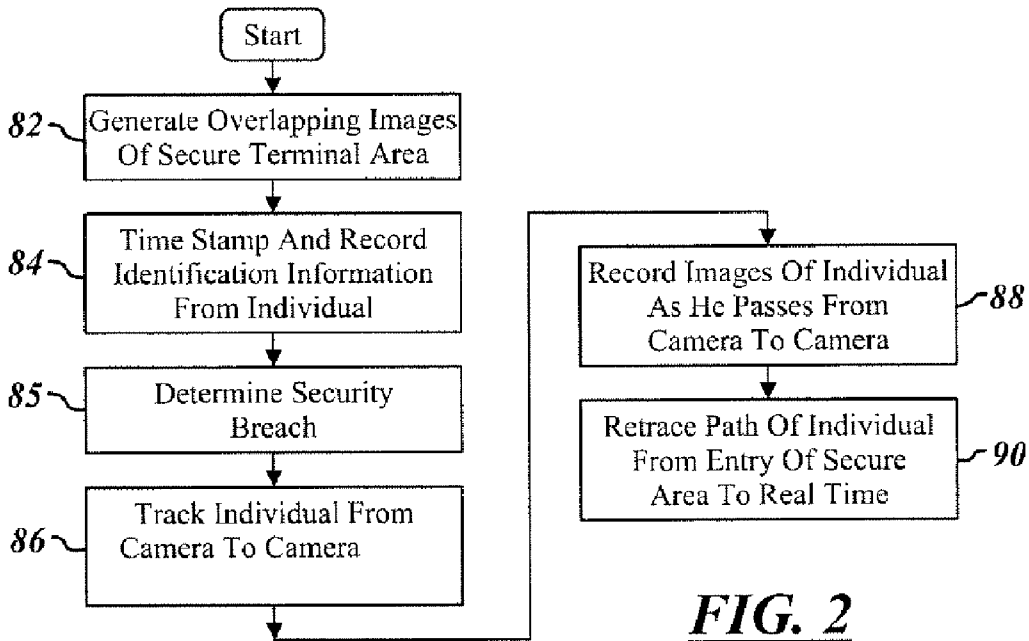 Start
82
Generate Overlapping Images
Of Secure Terminal Area
84
Time Stamp And Record
Identification Information
From Individual
85
Determine Security
Breach
86
Track Individual From
Camera To Camera
Record Images Of Individual
As He Passes From
Camera To Camera
88
Retrace Path Of Individual
From Entry Of Secure
Area To Real Time
90
FIG. 2